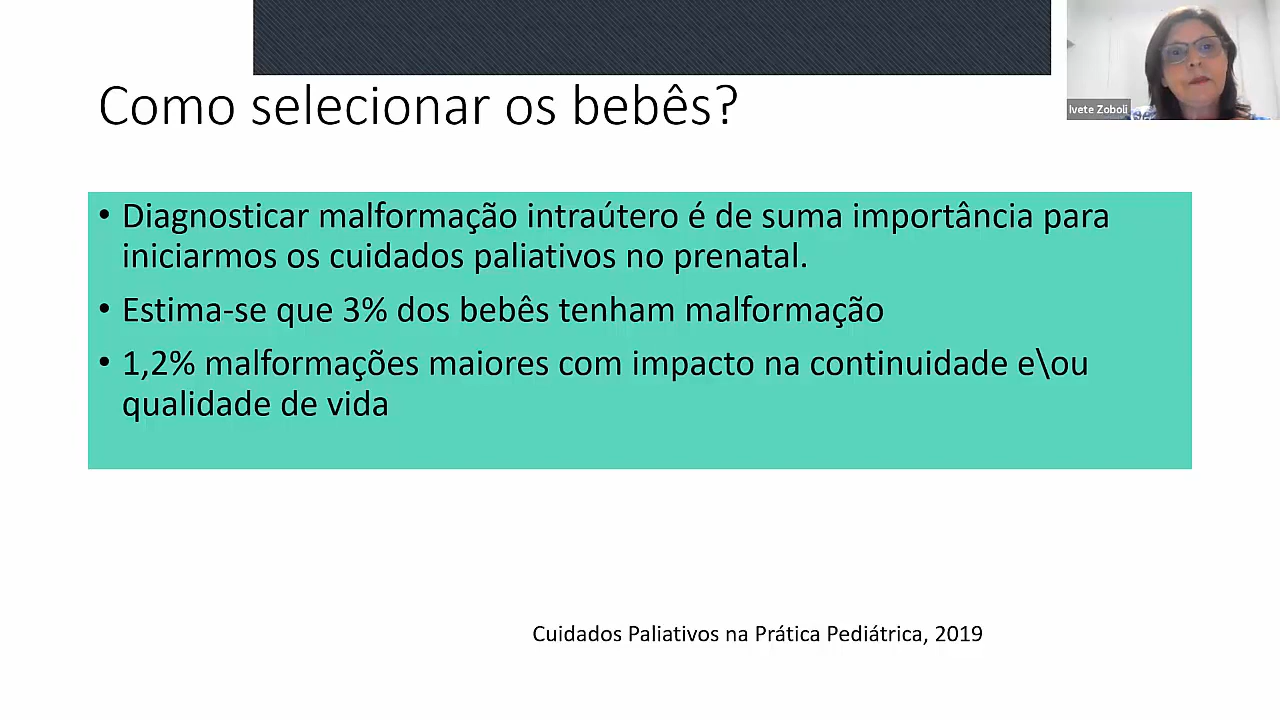 Ivete Zoboli
Como selecionar os bebês?
• Diagnosticar malformação intraútero é de suma importância para
iniciarmos os cuidados paliativos no prenatal.
• Estima-se que 3% dos bebês tenham malformação
• 1,2% malformações maiores com impacto na continuidade e\ou
qualidade de vida
Cuidados Paliativos na Prática Pediátrica, 2019